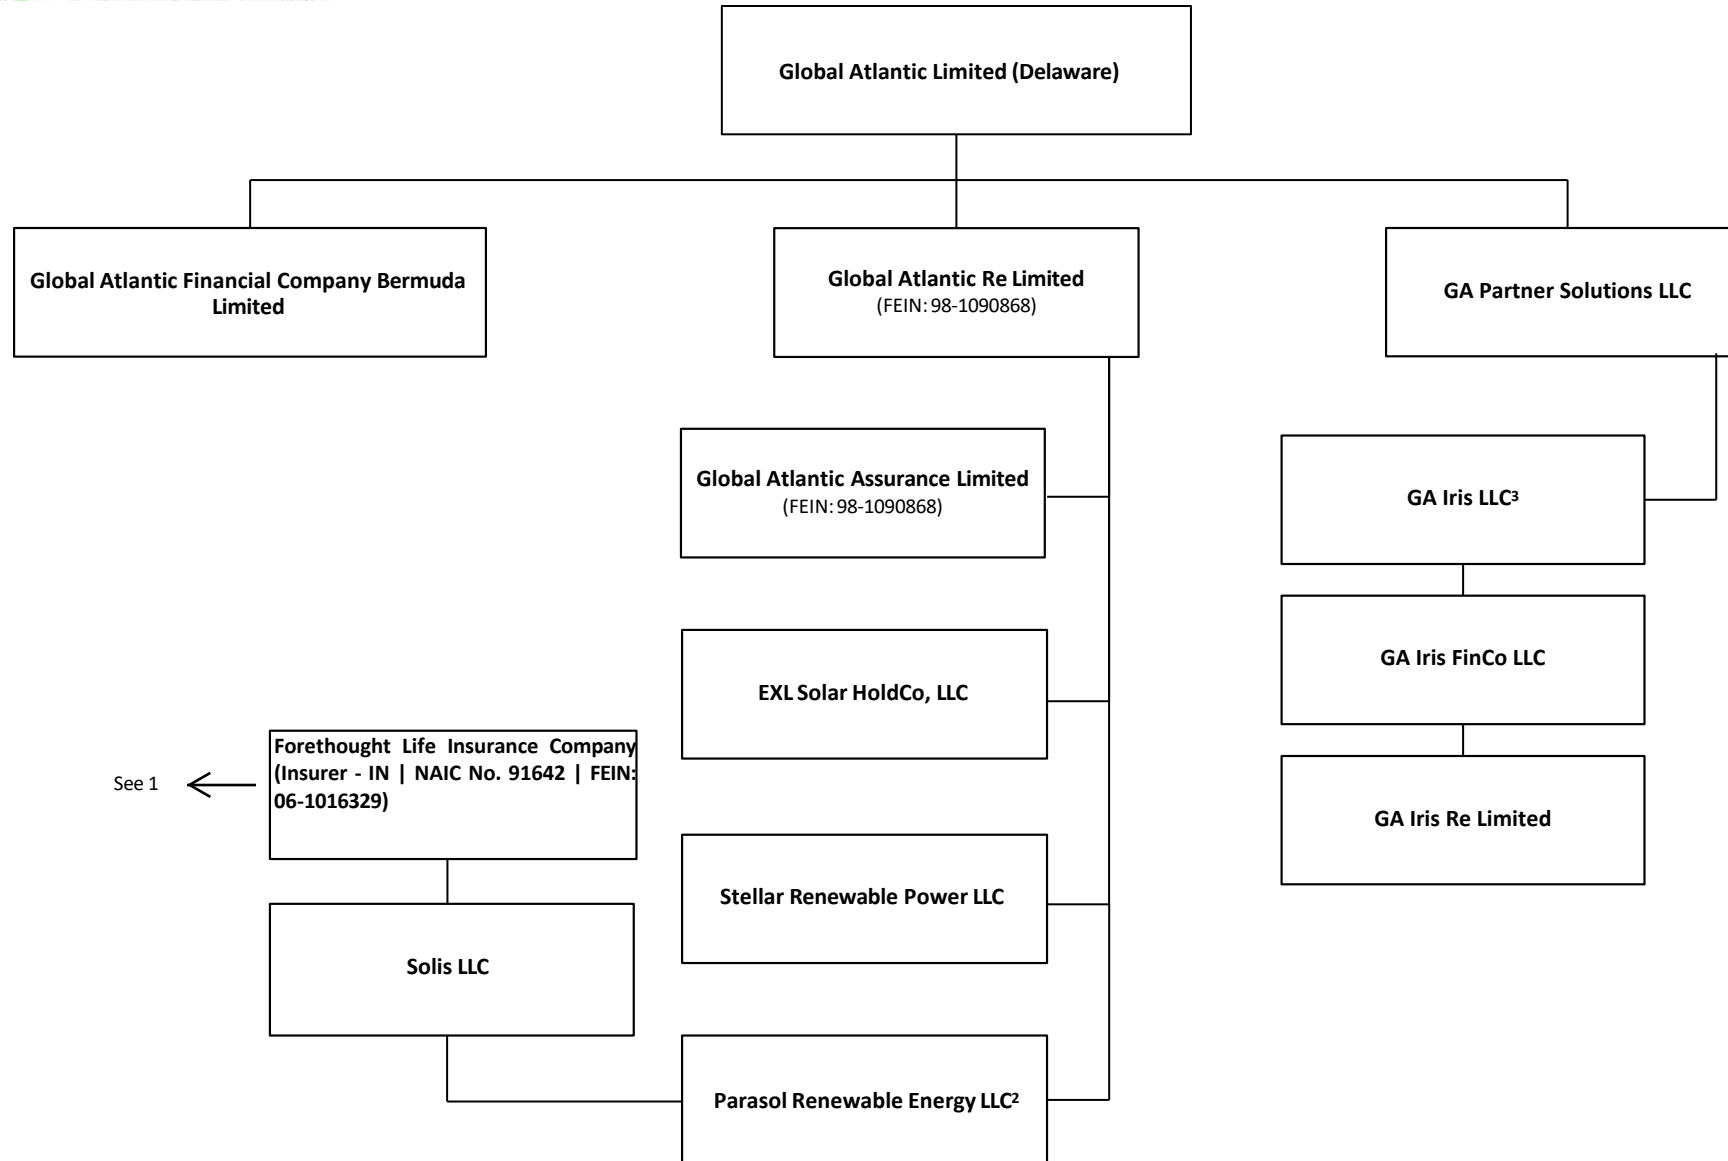 Global Atlantic Limited (Delaware)
Global Atlantic Financial Company Bermuda
Limited
Global Atlantic Re Limited
(FEIN: 98-1090868)
GA Partner Solutions LLC
Global Atlantic Assurance Limited
(FEIN: 98-1090868)
GA Iris LLC³
GA Iris FinCo LLC
EXL Solar HoldCo, LLC
Forethought Life Insurance Company
(Insurer - IN | NAIC No. 91642 | FEIN:
06-1016329)
See 1
GA Iris Re Limited
Stellar Renewable Power LLC
Solis LLC
Parasol Renewable Energy LLC²